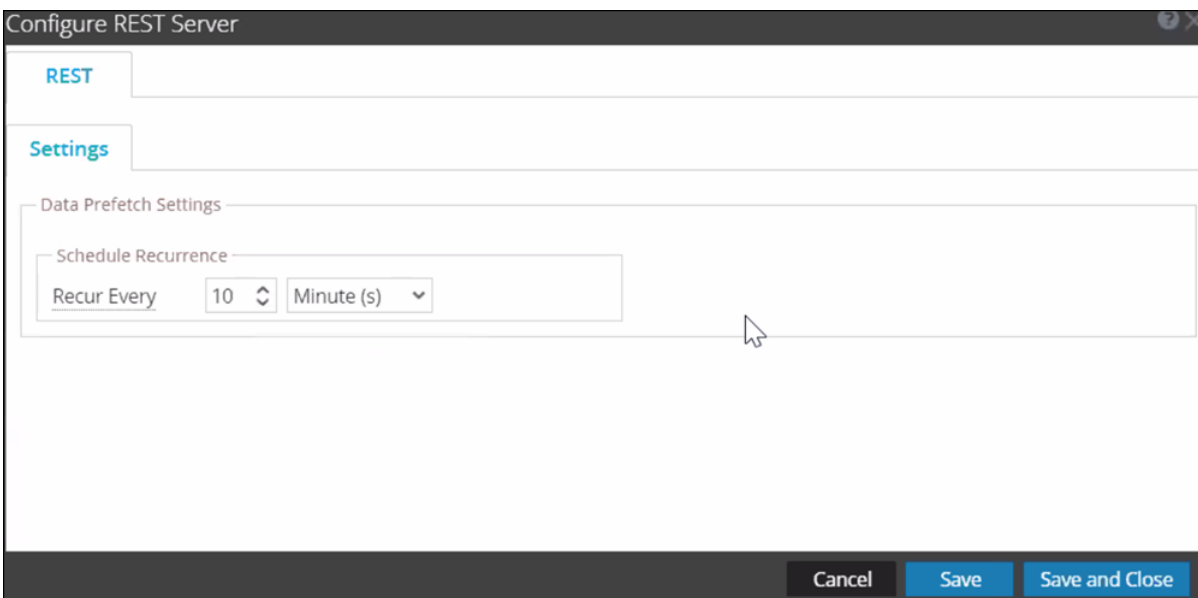 Configure REST Server
REST
Settings
Data Prefetch Settings
Schedule Recurrence
Recur Every 10 Minute (s)
Cancel Save Save and Close